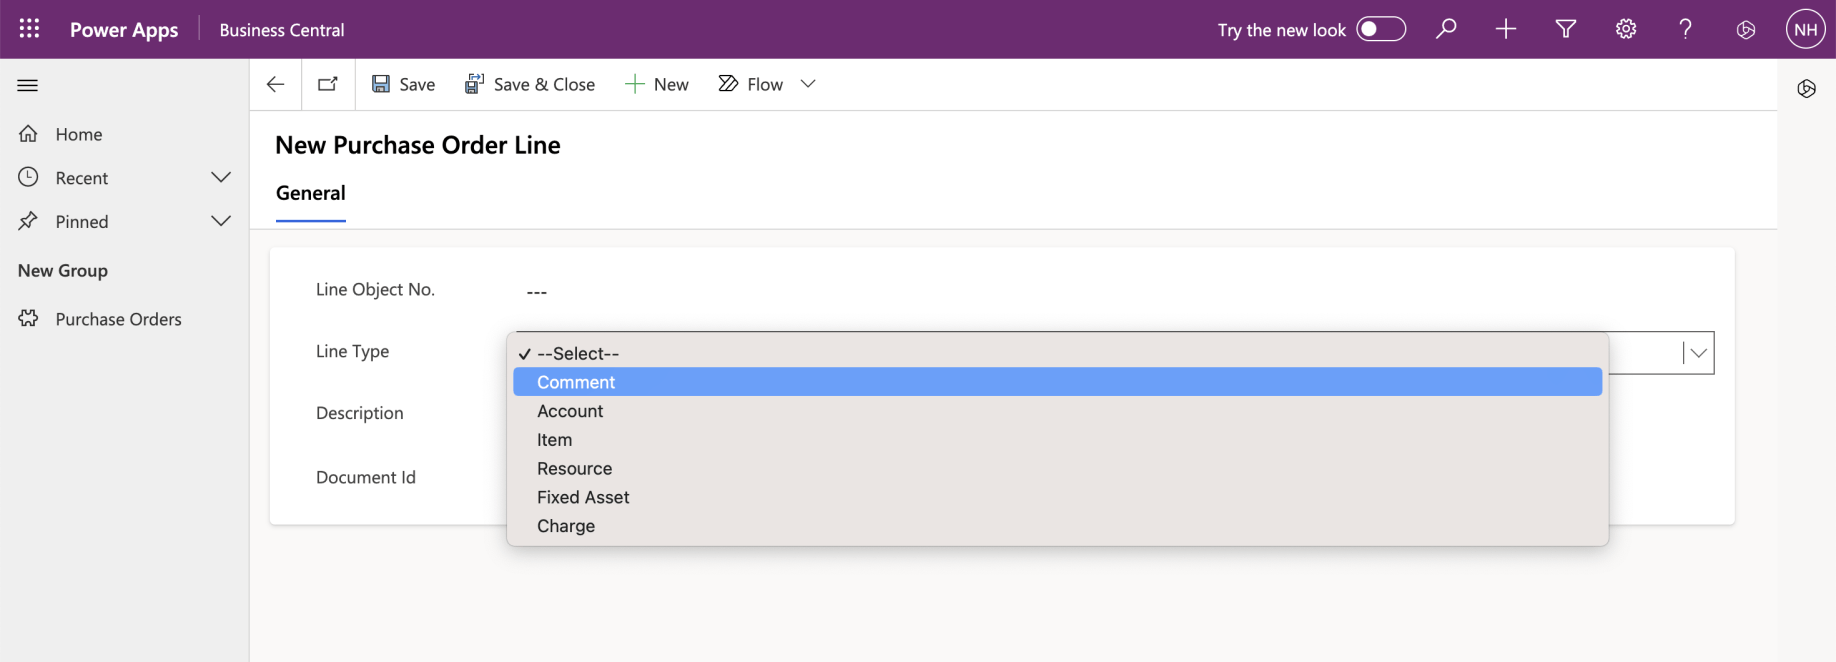 Power Apps
Business Central
Try the new look
NH
Save
Save & Close
New
Flow
Home
Recent
Pinned
New Group
Purchase Orders
New Purchase Order Line
General
Line Object No.
---
Line Type
✓ --Select--
Comment
Account
Item
Resource
Fixed Asset
Charge
Description
Document Id